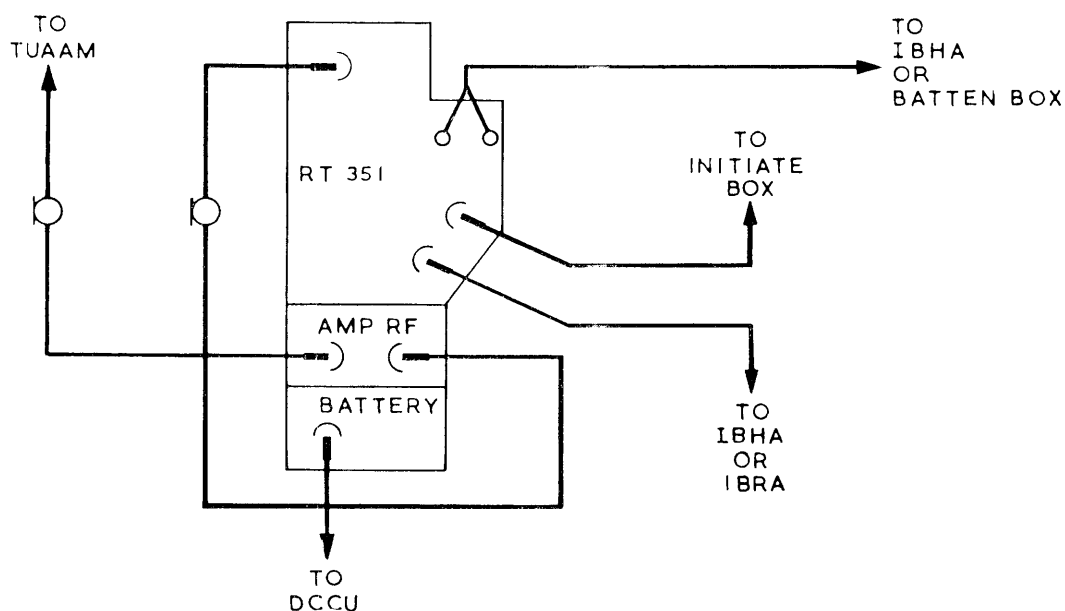 TO
TUAAM
TO
IBHA
OR
BATTEN BOX
RT 351
TO
INITIATE
BOX
AMP RF
BATTERY
TO
IBHA
OR
IBRA
TO
DCCU